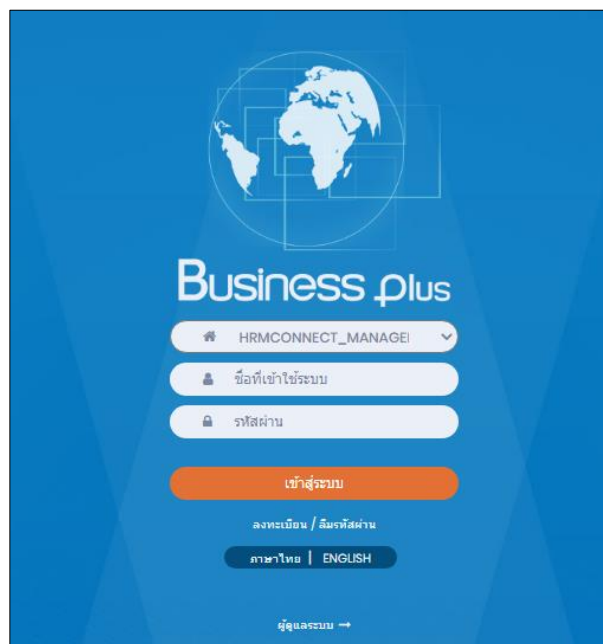 Business Plus
HRMCONNECT_MANAGEI
ชื่อที่เข้าใช้ระบบ
รหัสผ่าน
เข้าสู่ระบบ
ลงทะเบียน / ลืมรหัสผ่าน
ภาษาไทย | ENGLISH
ผู้ดูแลระบบ →